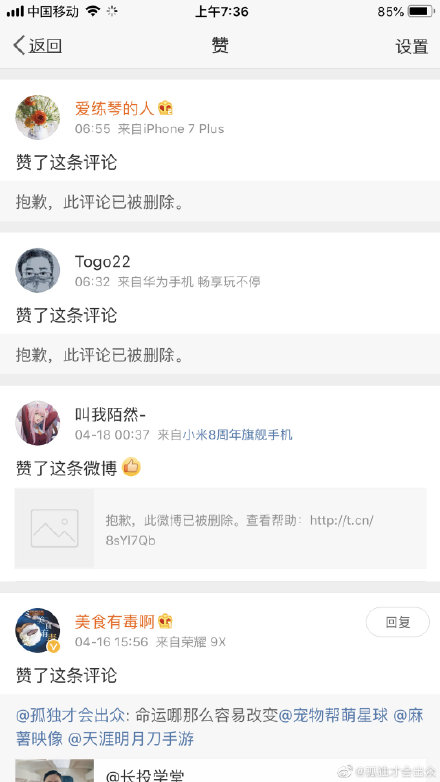 中国移动 上午7:36 85%
返回 赞 设置
爱练琴的人
06:55 来自iPhone 7 Plus
赞了这条评论
抱歉，此评论已被删除。
Togo22
06:32 来自华为手机 畅享玩不停
赞了这条评论
抱歉，此评论已被删除。
叫我陌然-
04-18 00:37 来自小米8周年旗舰手机
赞了这条微博
抱歉，此微博已被删除。查看帮助：http://t.cn/
8sYl7Qb
美食有毒啊 回复
04-16 15:56 来自荣耀 9X
赞了这条评论
@孤独才会出众: 命运哪那么容易改变@宠物帮萌星球 @麻
薯映像 @天涯明月刀手游
@长投学堂
@孤独才会出众